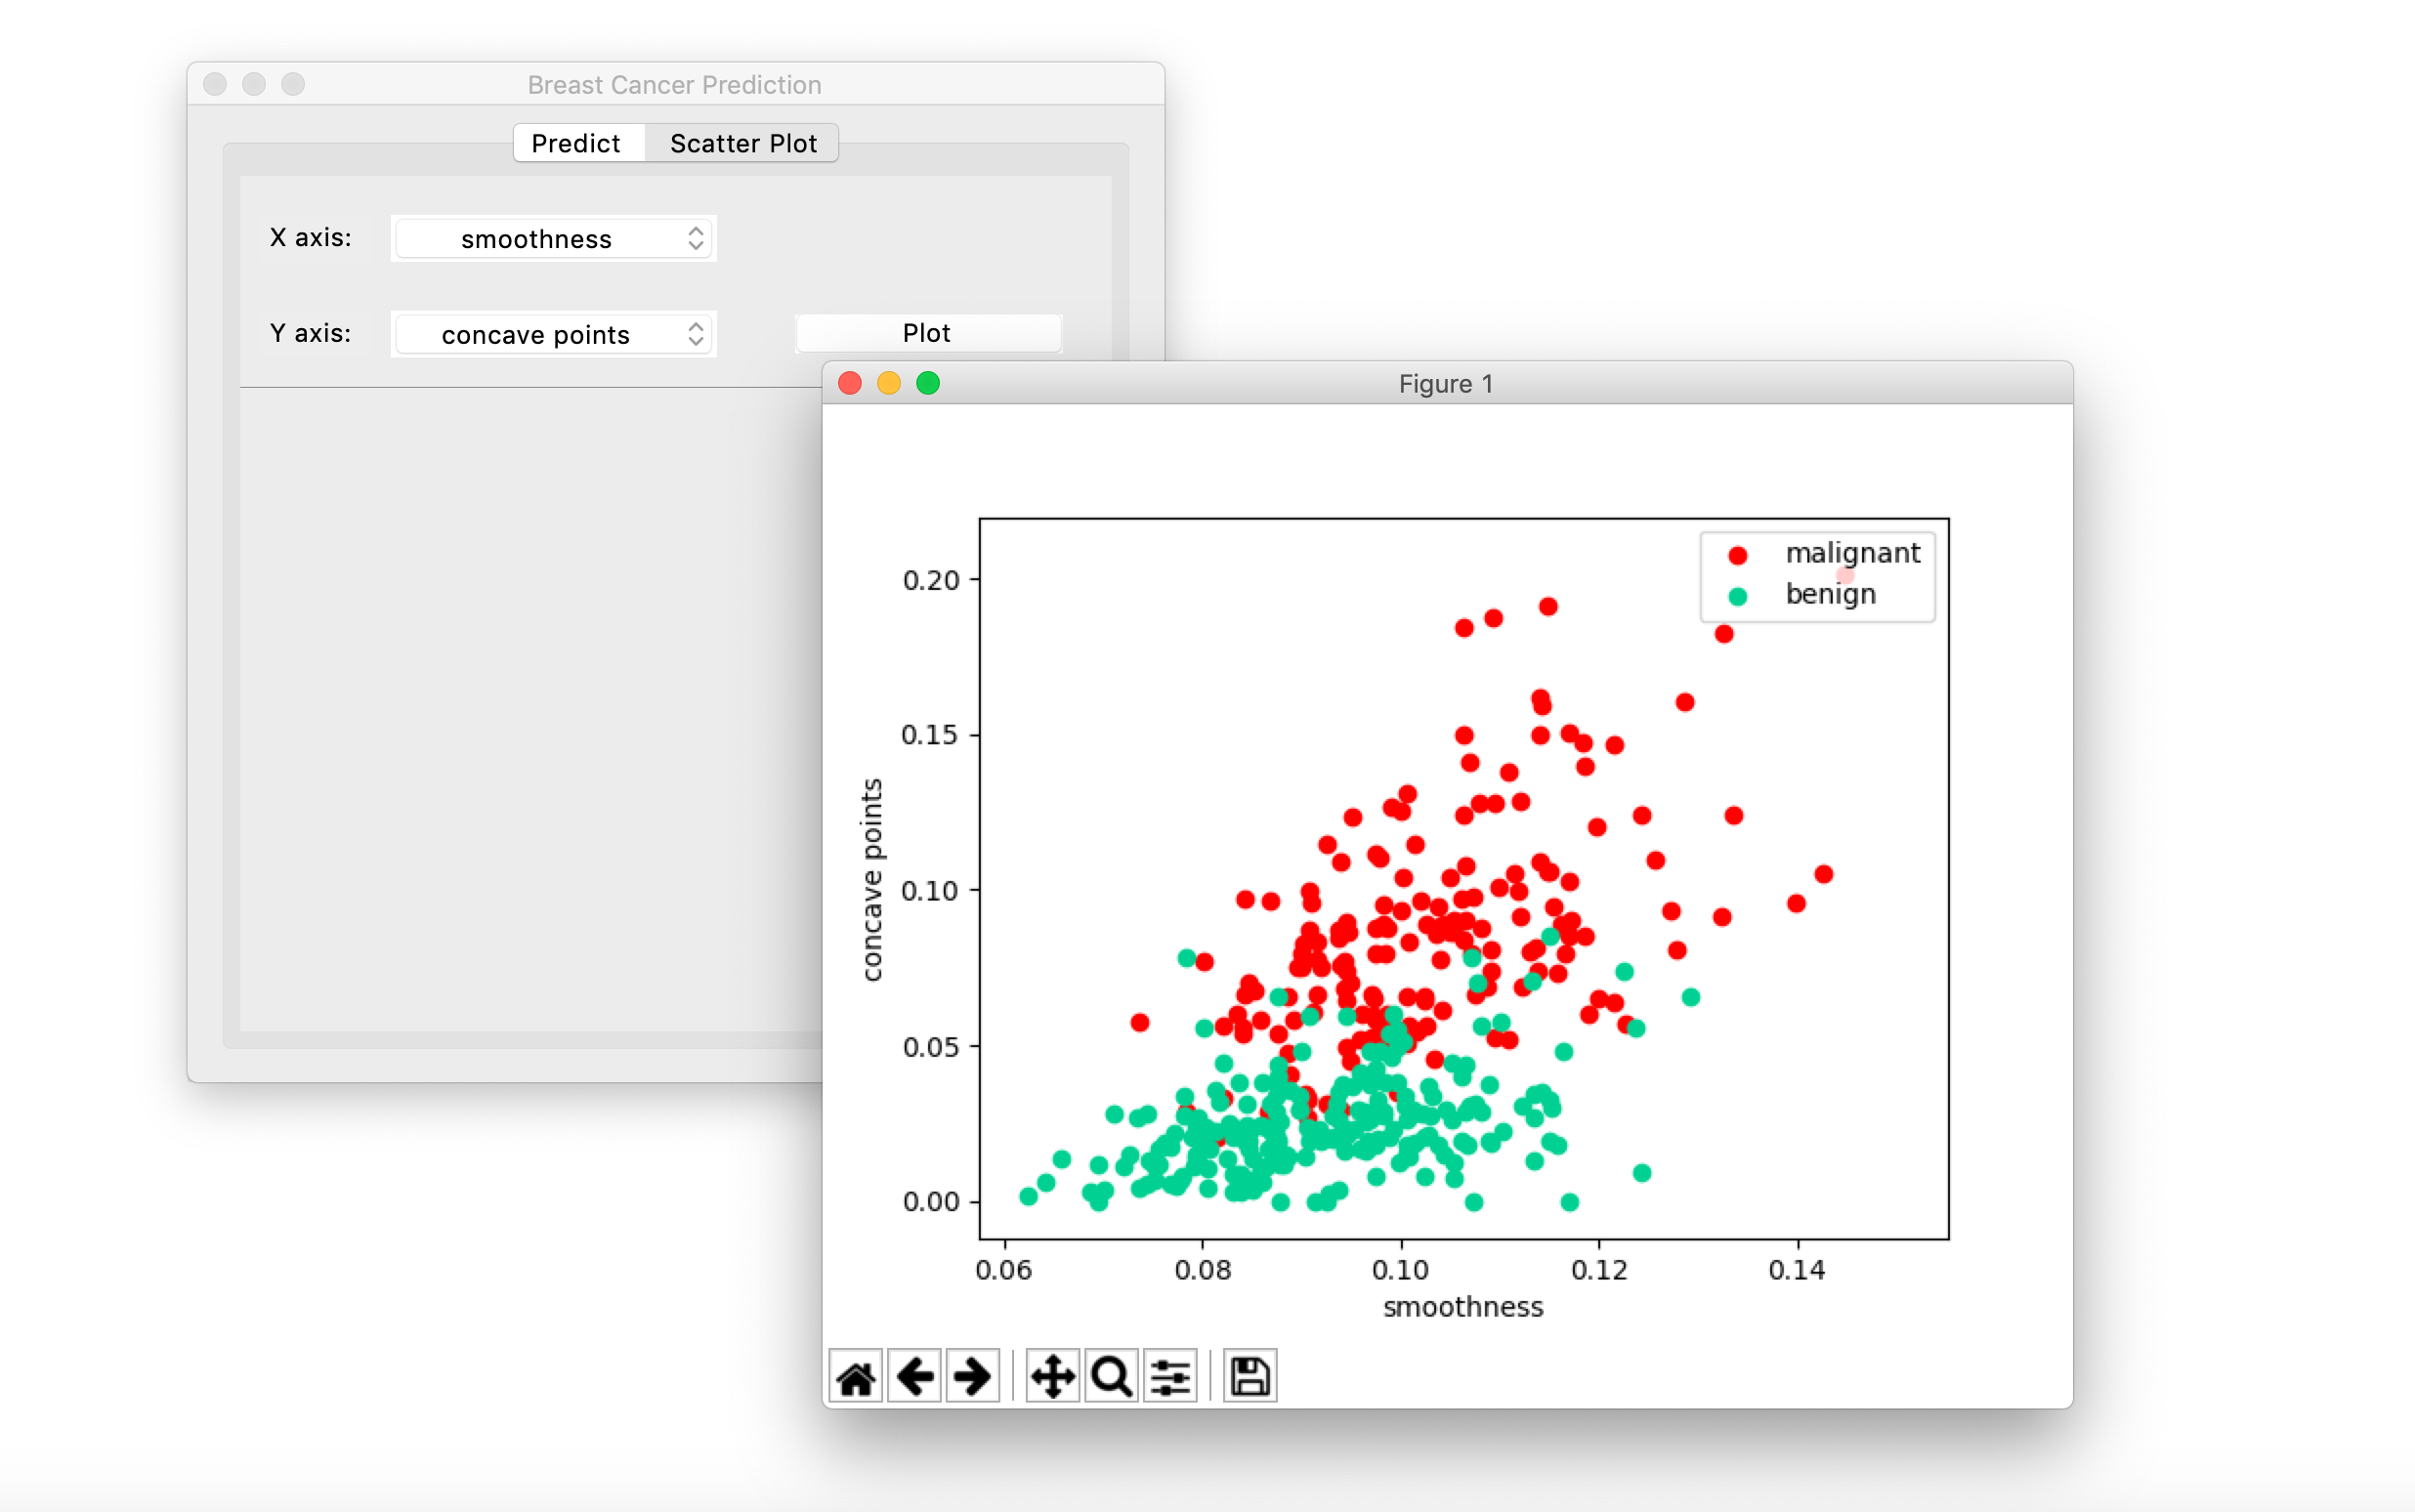 Breast Cancer Prediction
Predict Scatter Plot
X axis: smoothness
Y axis: concave points Plot
Figure 1
malignant
benign
0.20
0.15
0.10
0.05
0.00
concave points
0.06 0.08 0.10 0.12 0.14
smoothness